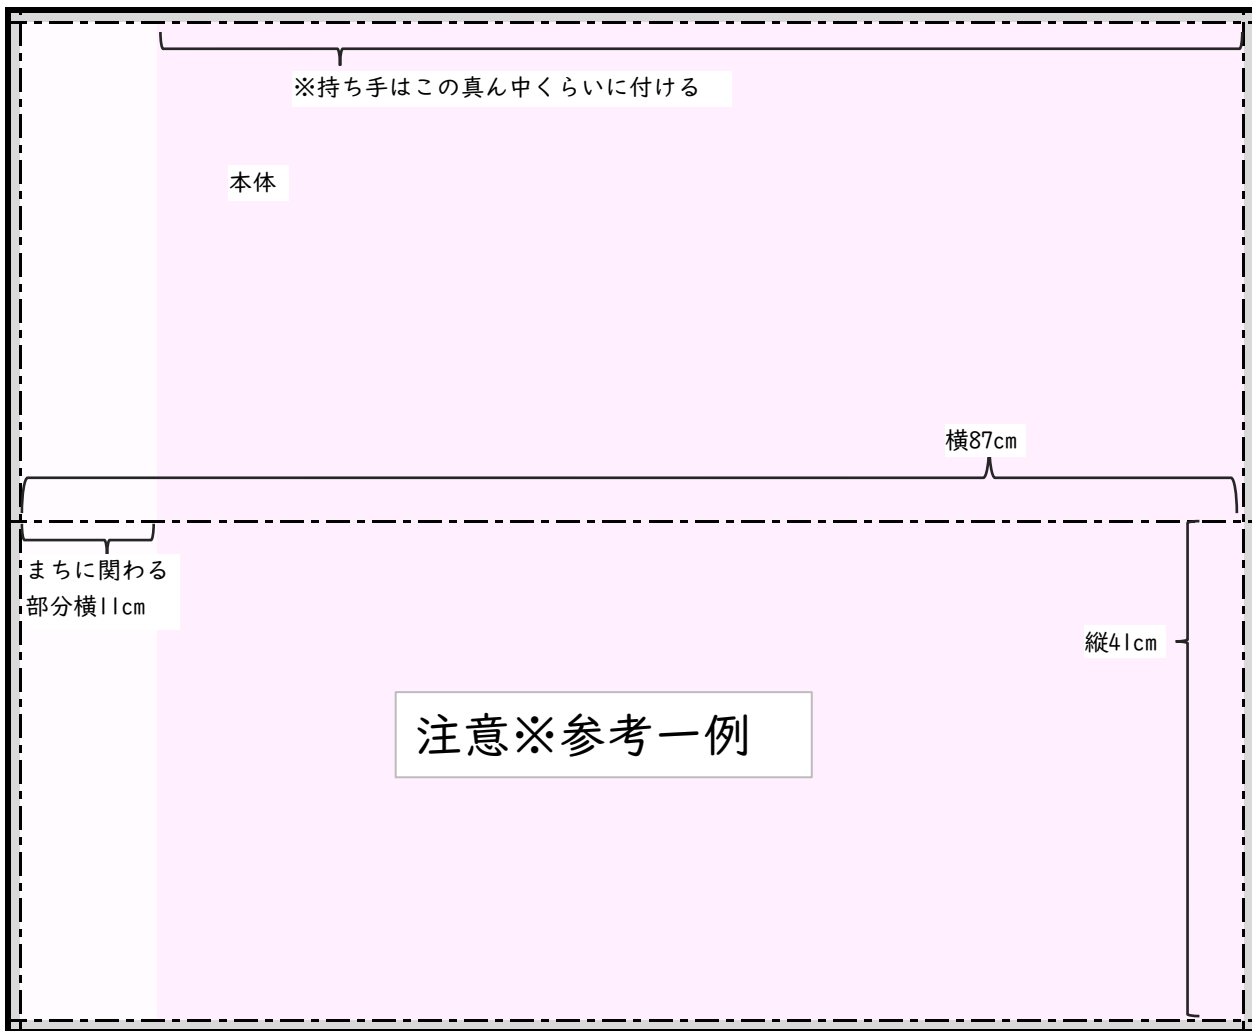 ※持ち手はこの真ん中くらいに付ける
本体
横87cm
まちに関わる
部分横11cm
縦41cm
注意※参考一例